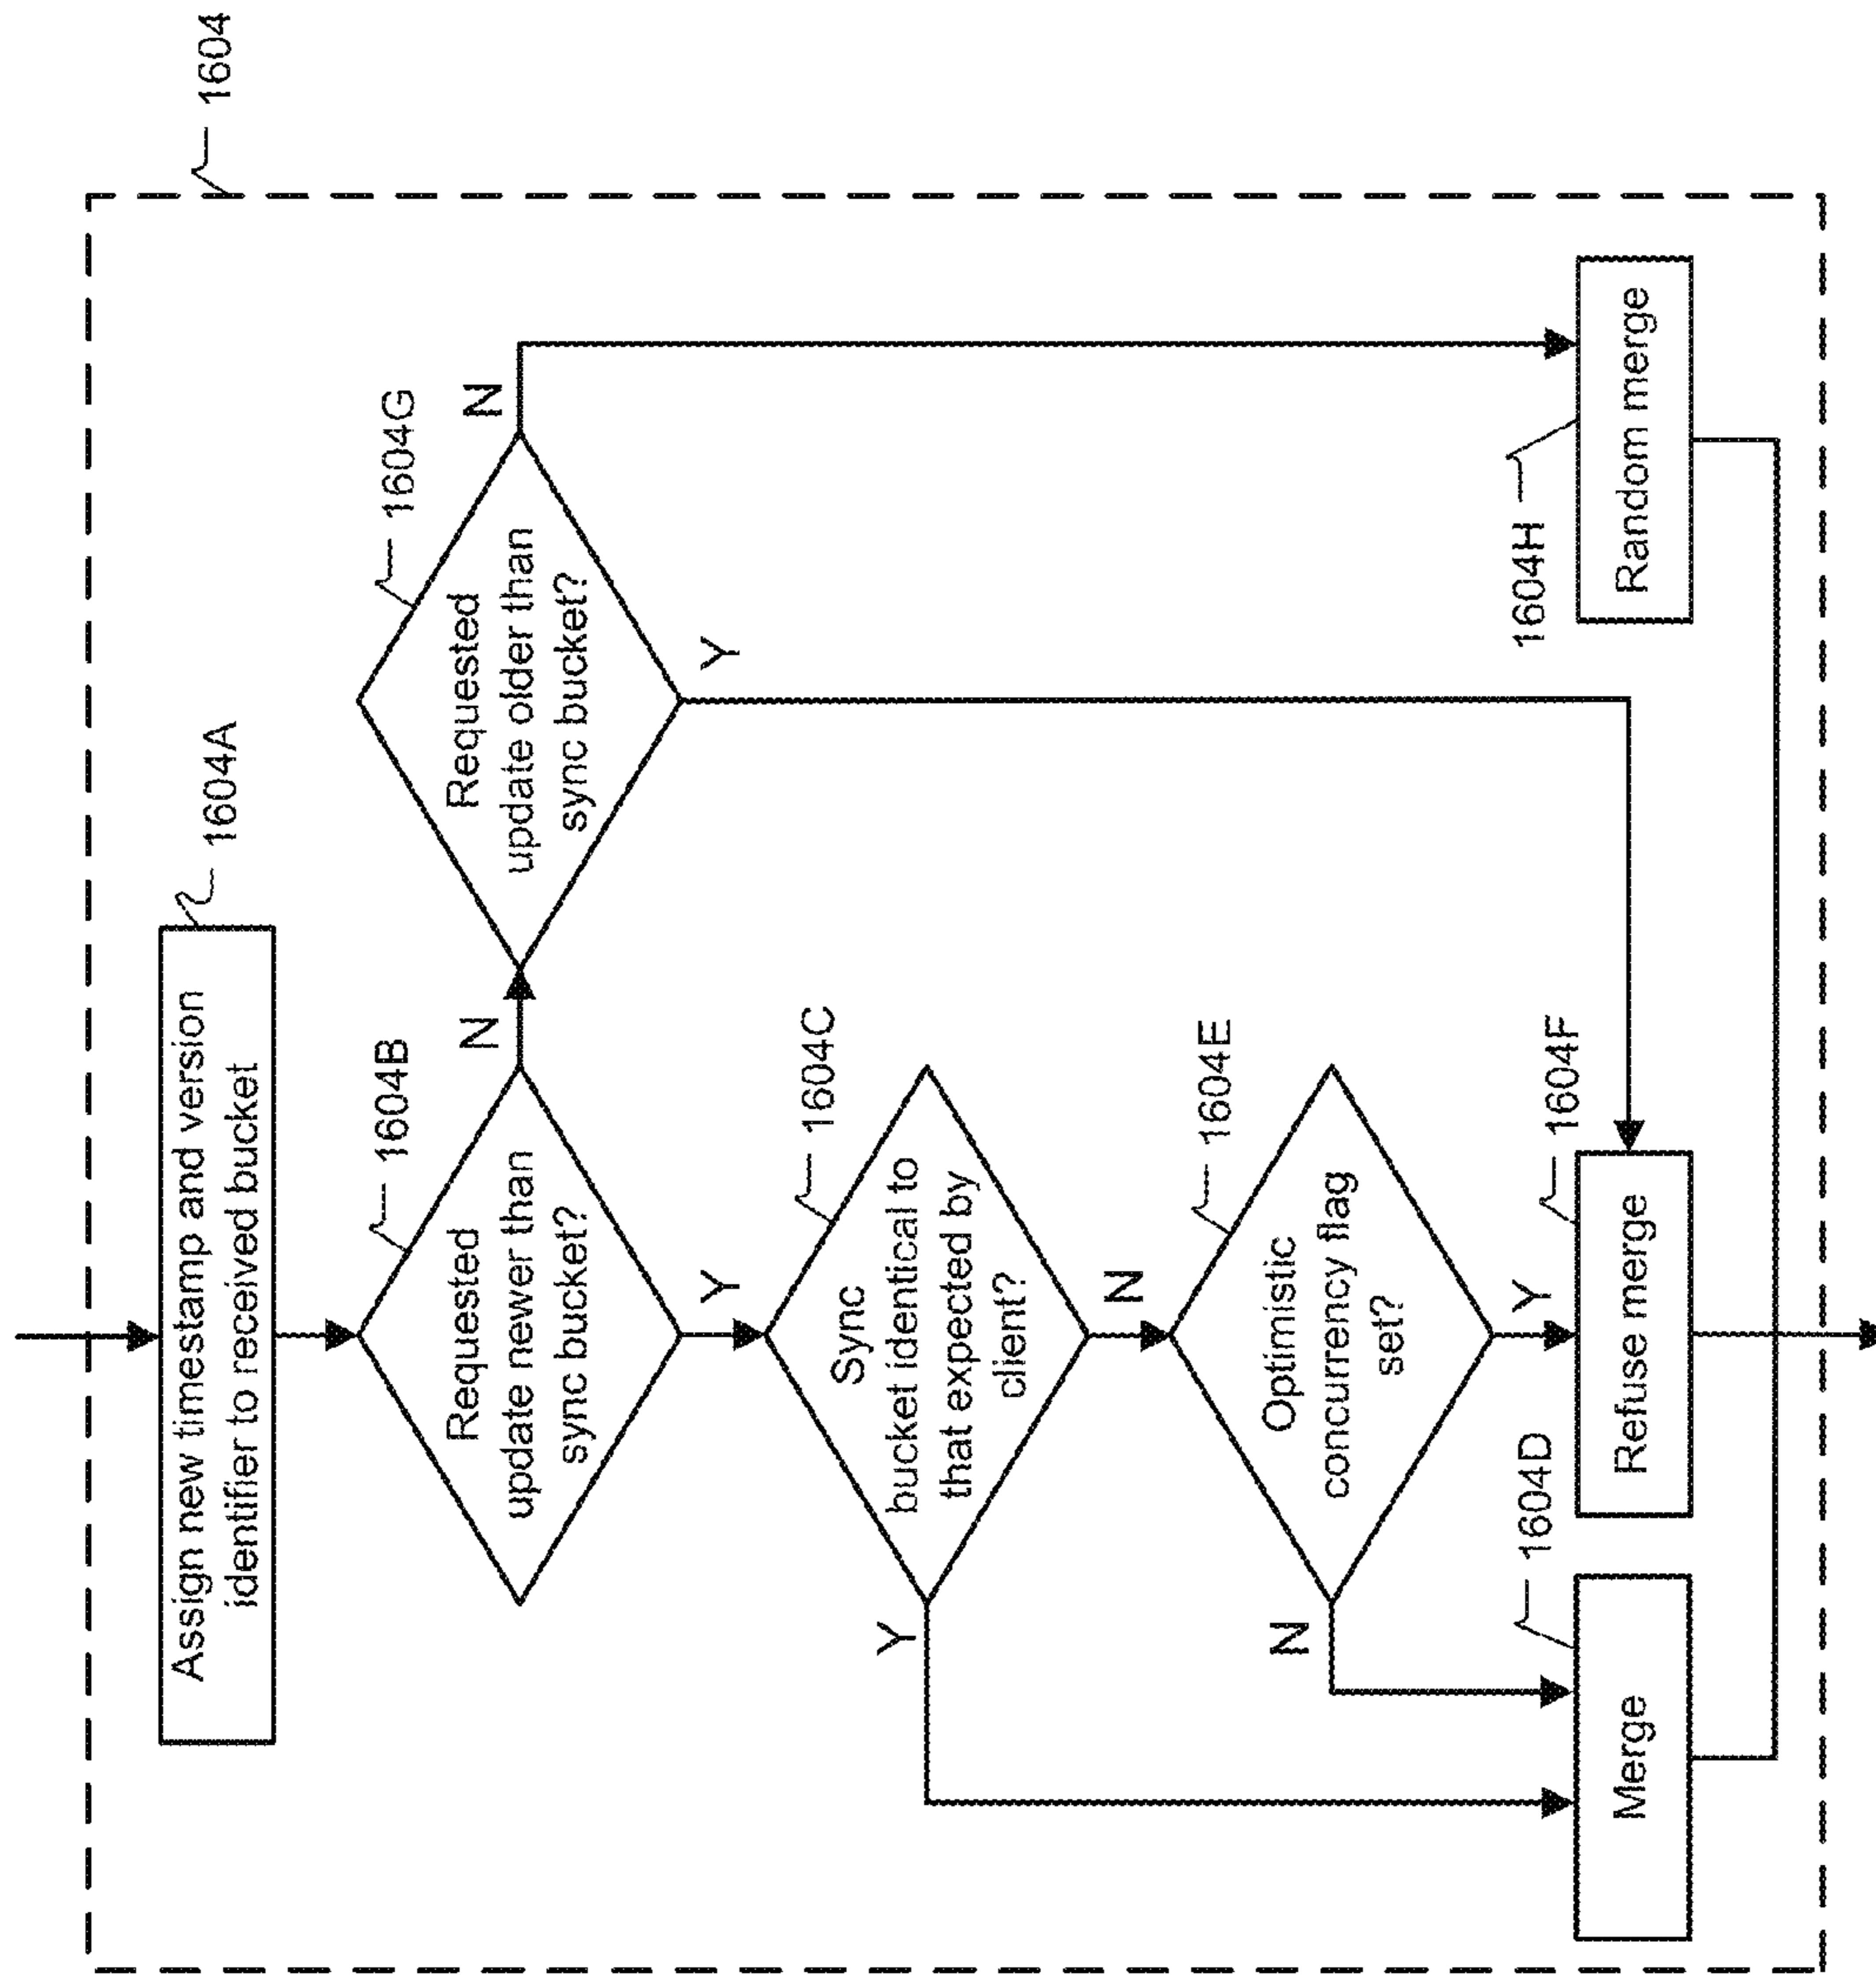 1604
Assign new timestamp and version
identifier to received bucket
1604A
Requested
update newer than
sync bucket?
1604B
N
Y
Requested
update older than
sync bucket?
1604G
N
Y
Sync
bucket identical to
that expected by
client?
1604C
Y
N
Optimistic
concurrency flag
set?
1604E
N
Y
Merge
1604D
Refuse merge
1604F
Random merge
1604H